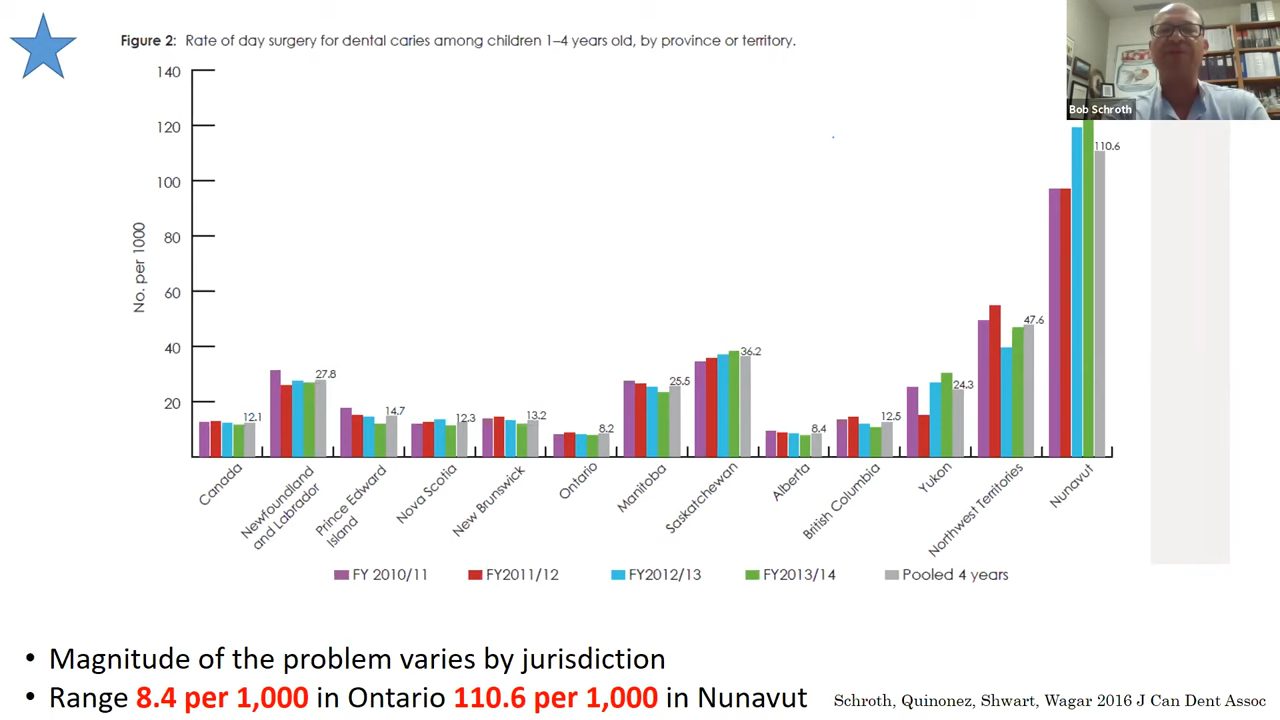 Figure 2: Rate of day surgery for dental caries among children 1–4 years old, by province or territory.
Bob Schroth
No. per 1000
140
120
100
80
60
40
20
12.1
27.8
14.7
12.3
13.2
8.2
25.5
36.2
8.4
12.5
24.3
47.6
110.6
Canada
Newfoundland
and Labrador
Prince Edward
Island
Nova Scotia
New Brunswick
Ontario
Manitoba
Saskatchewan
Alberta
British Columbia
Yukon
Northwest Territories
Nunavut
FY 2010/11
FY2011/12
FY2012/13
FY2013/14
Pooled 4 years
• Magnitude of the problem varies by jurisdiction
• Range 8.4 per 1,000 in Ontario 110.6 per 1,000 in Nunavut
Schroth, Quinonez, Shwart, Wagar 2016 J Can Dent Assoc